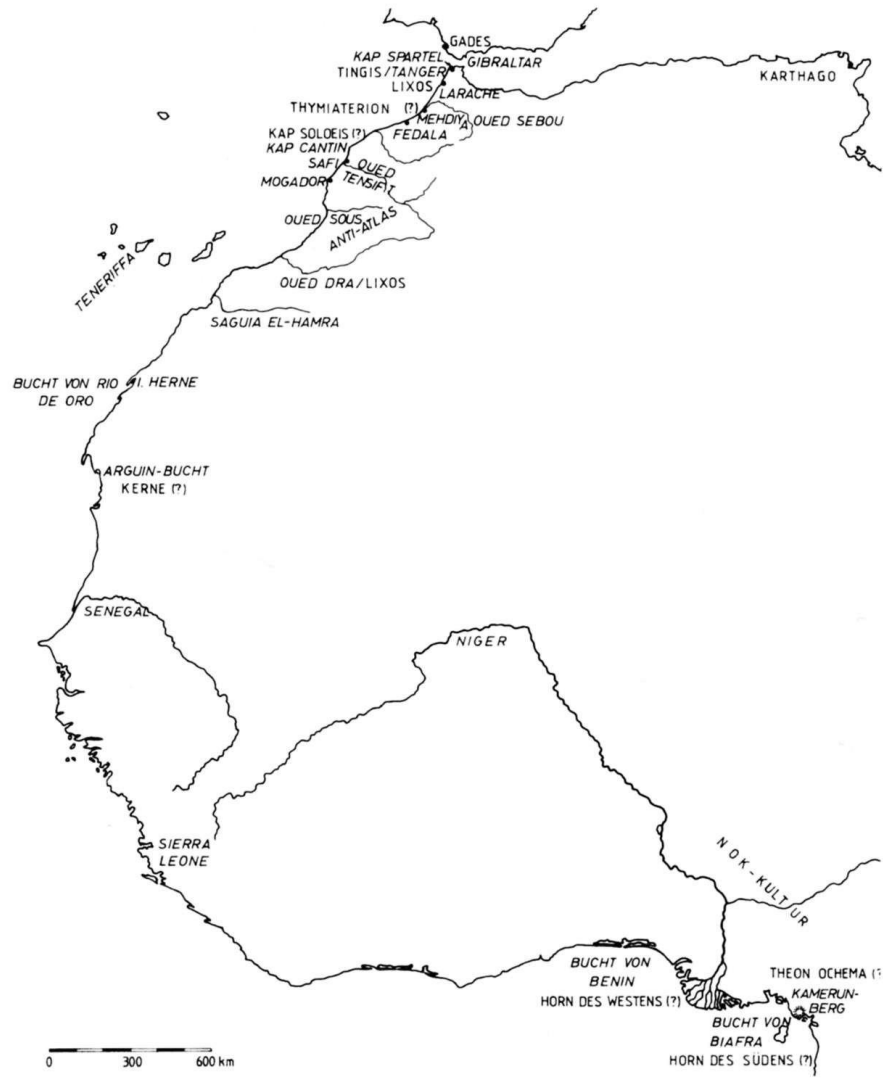 GADES
KAP SPARTEL
GIBRALTAR
TINGIS/TANGER
KARTHAGO
LIXOS
LARACHE
THYMIATERION (?)
MEHDIYA
OUED SEBOU
FEDALA
KAP SOLOEIS (?)
KAP CANTIN
SAFI
OUED
TENSIFT
MOGADOR
OUED SOUS
ANTI-ATLAS
TENERIFFA
OUED DRA/LIXOS
SAGUIA EL-HAMRA
BUCHT VON RIO
DE ORO
I. HERNE
ARGUIN-BUCHT
KERNE (?)
SENEGAL
NIGER
SIERRA
LEONE
NOK-KULTUR
BUCHT VON
BENIN
HORN DES WESTENS (?)
THEON OCHEMA (?
KAMERUN-
BERG
BUCHT VON
BIAFRA
HORN DES SÜDENS (?)
0 300 600 km